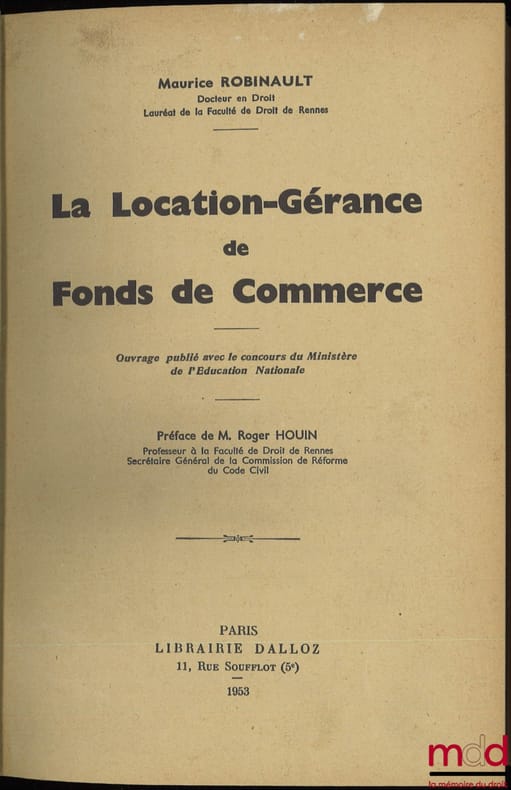 Maurice ROBINAULT
Docteur en Droit
Lauréat de la Faculté de Droit de Rennes
La Location-Gérance
de
Fonds de Commerce
Ouvrage publié avec le concours du Ministère
de l'Education Nationale
Préface de M. Roger HOUIN
Professeur à la Faculté de Droit de Rennes
Secrétaire Général de la Commission de Réforme
du Code Civil
PARIS
LIBRAIRIE DALLOZ
11, RUE SOUFFLOT (5e)
1953
mdd
la mémoire du droit